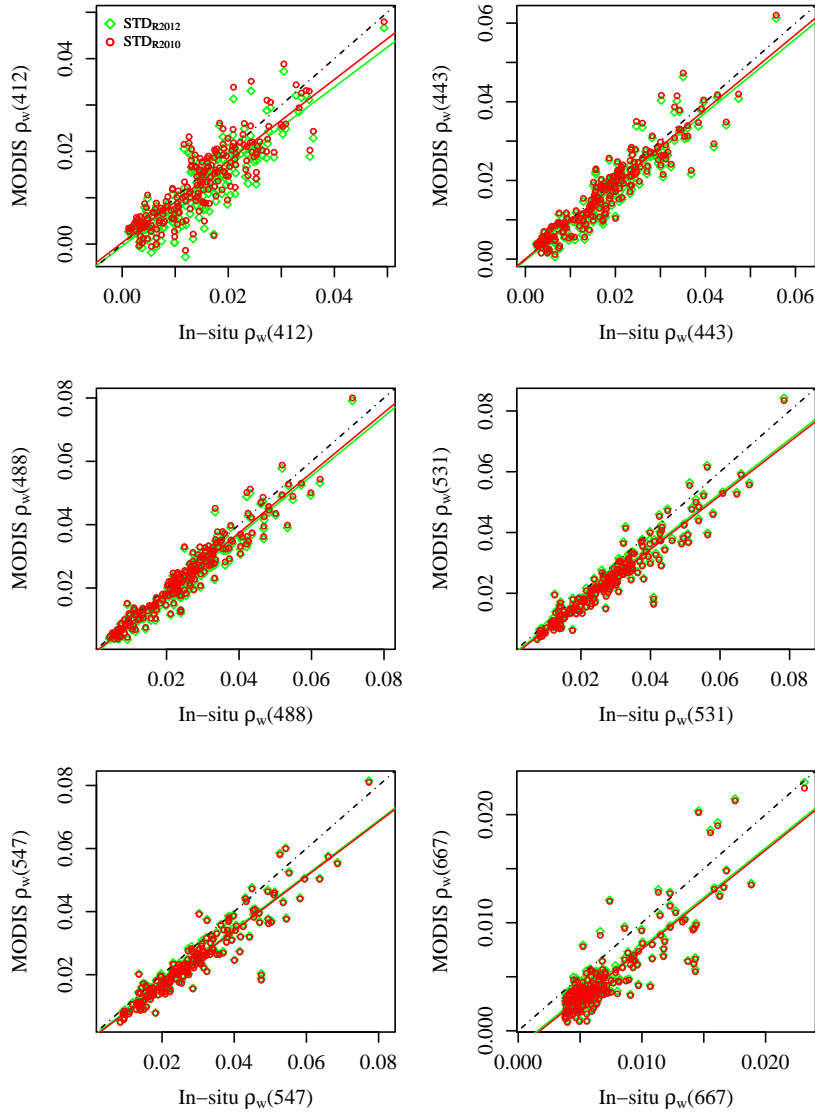 STDR2012
STDR2010
MODIS ρw(412)
0.00 0.02 0.04
0.00 0.02 0.04
In−situ ρw(412)
MODIS ρw(443)
0.00 0.02 0.04 0.06
0.00 0.02 0.04 0.06
In−situ ρw(443)
MODIS ρw(488)
0.02 0.04 0.06 0.08
0.02 0.04 0.06 0.08
In−situ ρw(488)
MODIS ρw(531)
0.02 0.04 0.06 0.08
0.02 0.04 0.06 0.08
In−situ ρw(531)
MODIS ρw(547)
0.02 0.04 0.06 0.08
0.02 0.04 0.06 0.08
In−situ ρw(547)
MODIS ρw(667)
0.000 0.010 0.020
0.000 0.010 0.020
In−situ ρw(667)